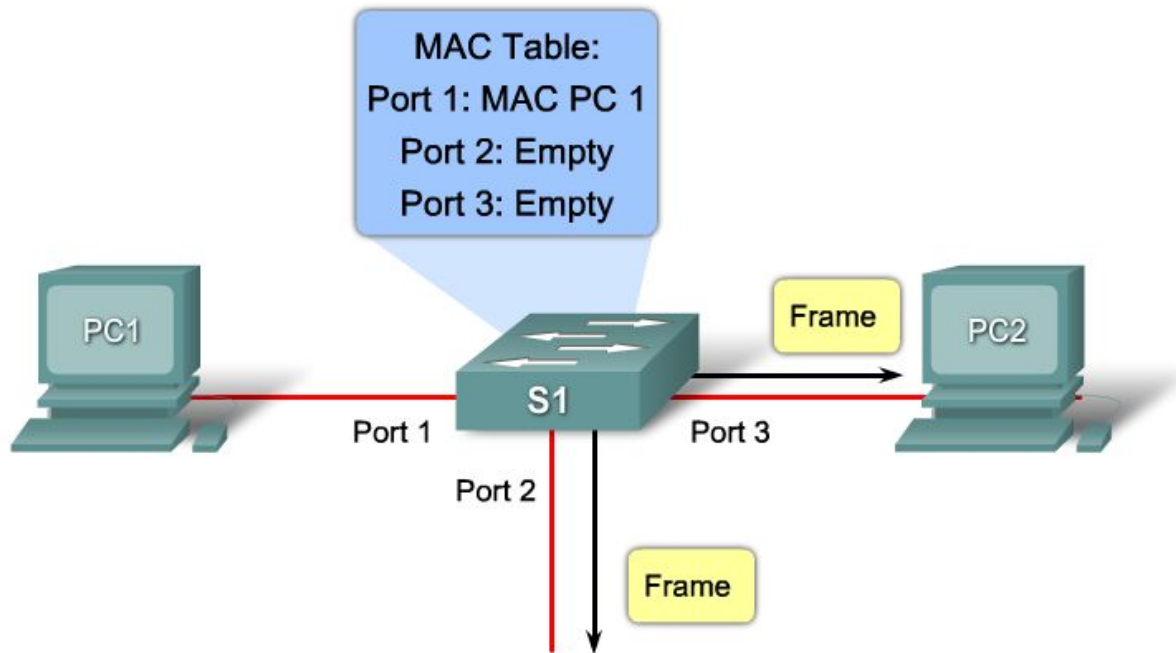 MAC Table:
Port 1: MAC PC 1
Port 2: Empty
Port 3: Empty
Frame
PC1
PC2
S1
Port 1
Port 3
Port 2
Frame